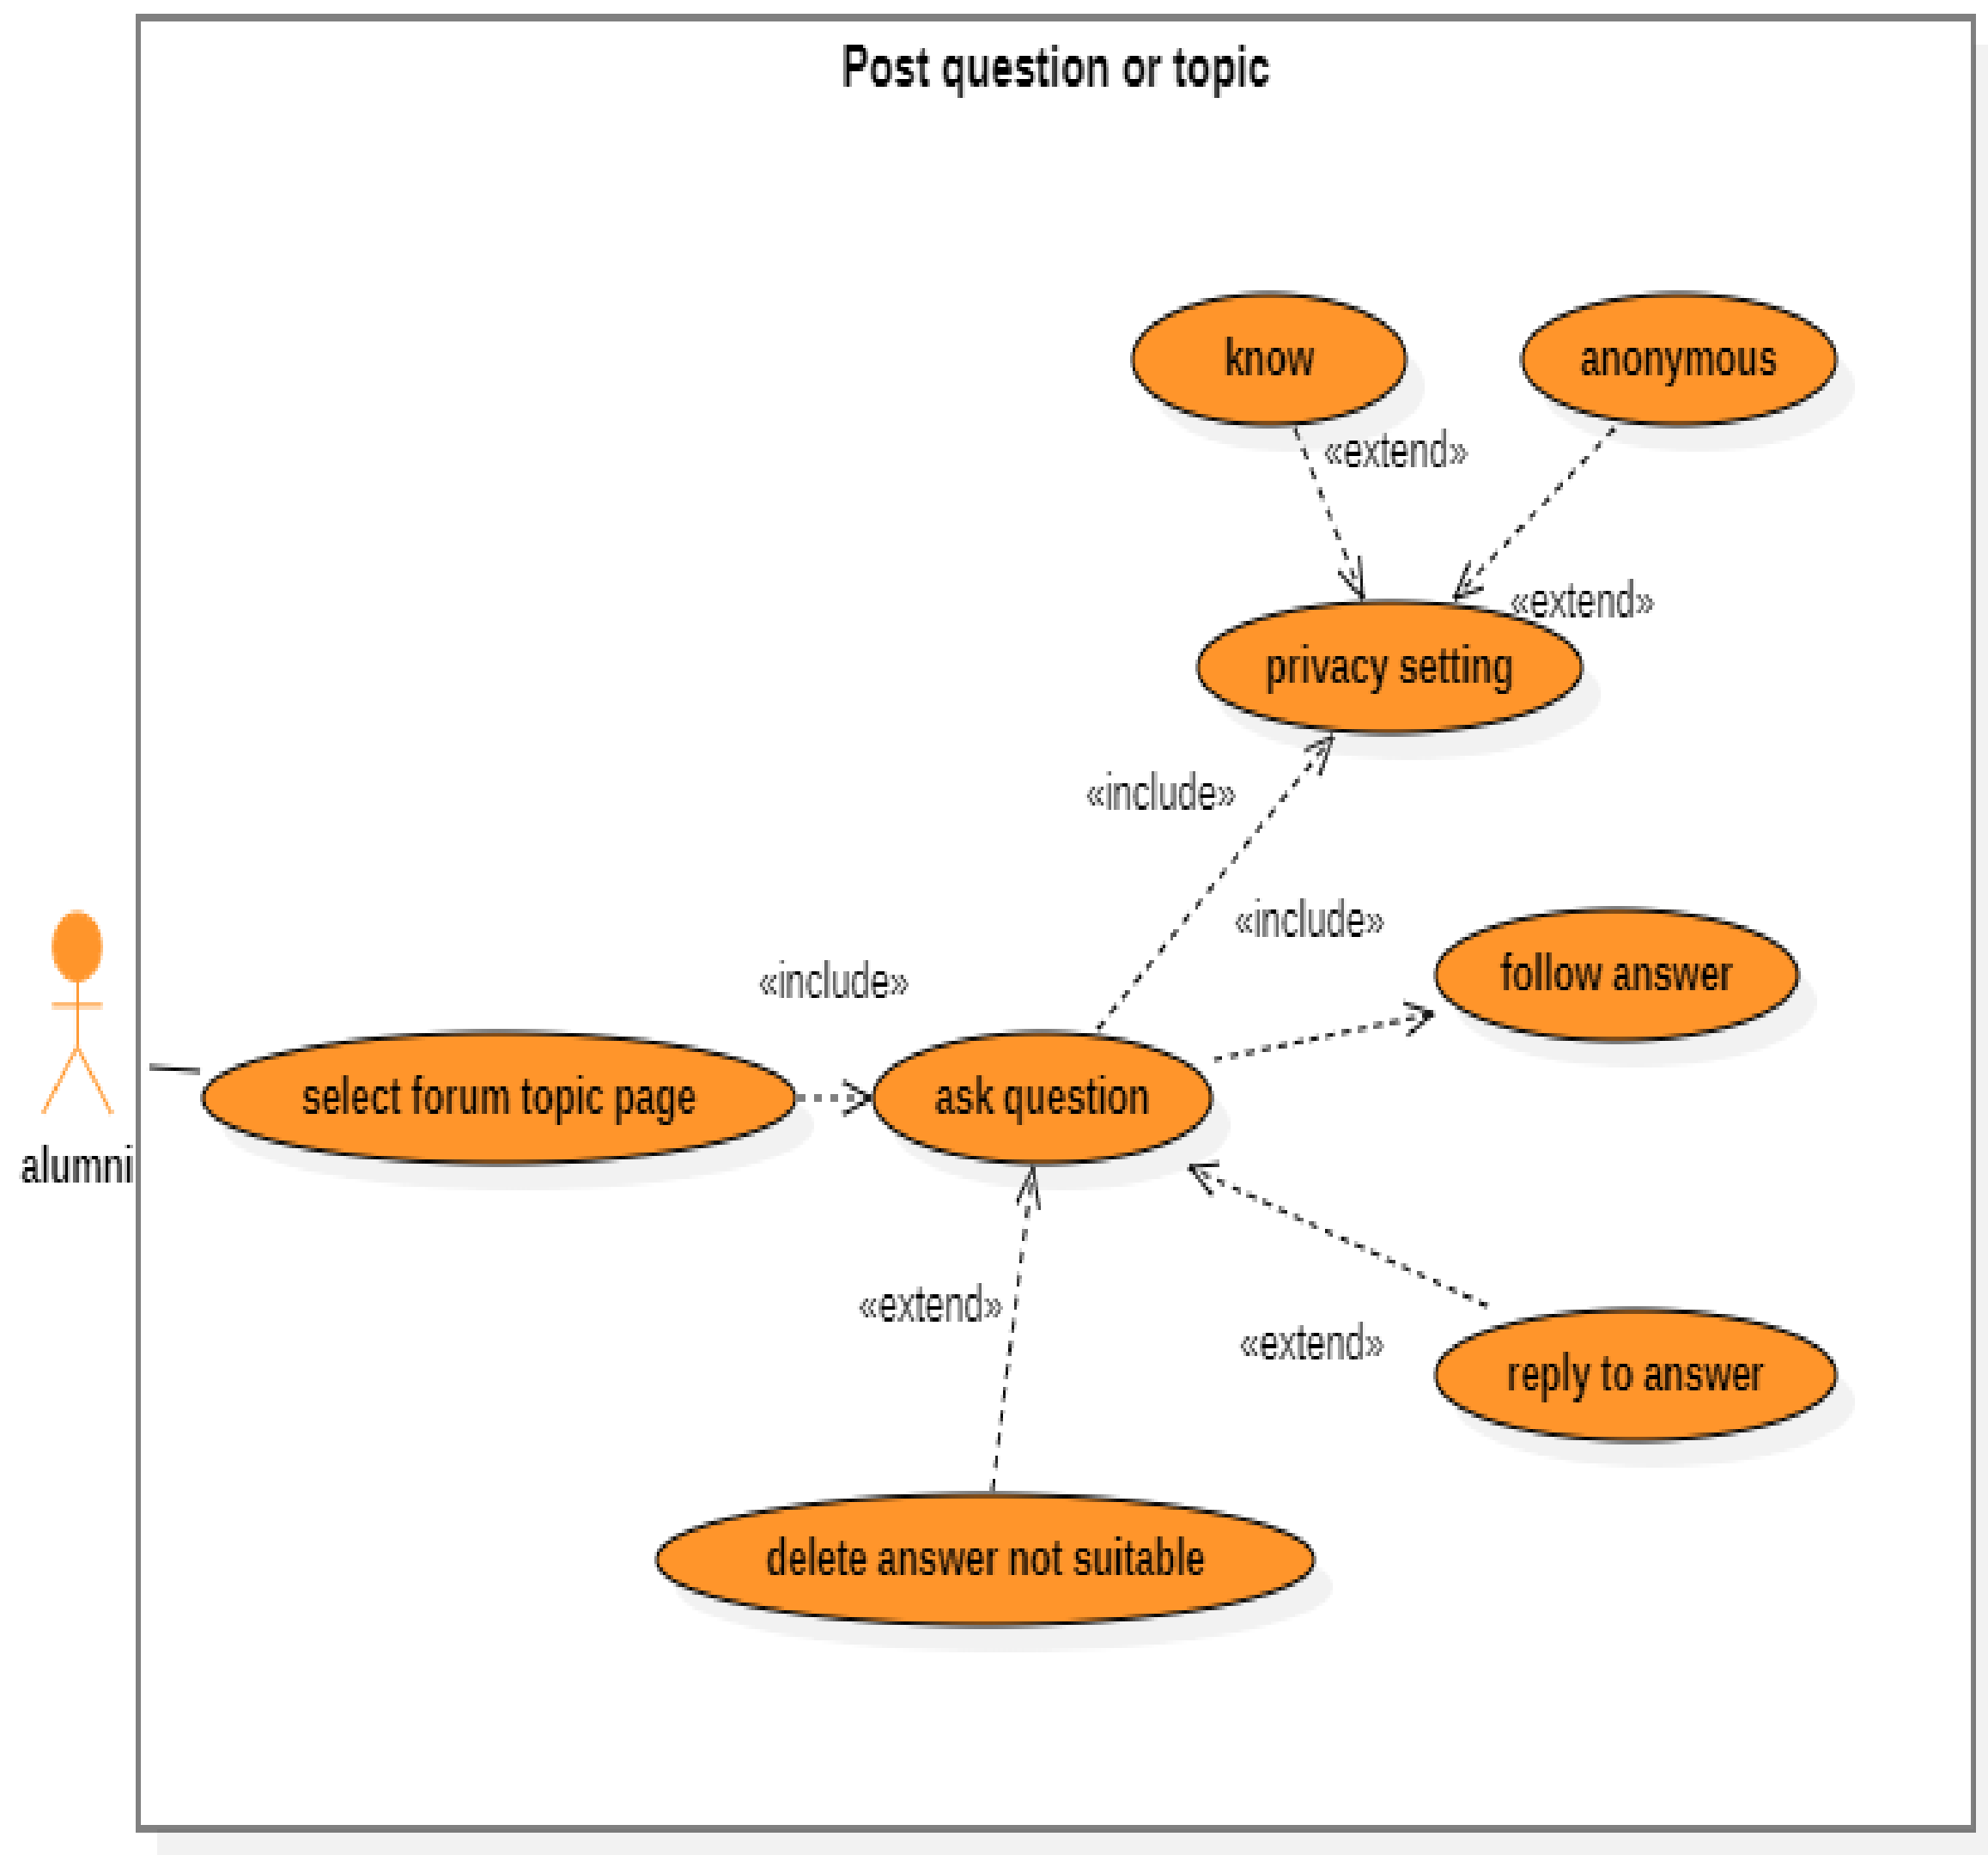 Post question or topic
know
anonymous
«extend»
«extend»
privacy setting
«include»
«include»
follow answer
«include»
select forum topic page
ask question
alumni
«extend»
«extend»
reply to answer
delete answer not suitable